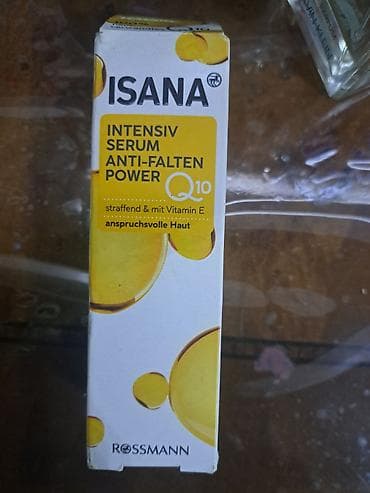 ISANA
INTENSIV
SERUM
ANTI-FALTEN
POWER
Q10
straffend & mit Vitamin E
anspruchsvolle Haut
ROSSMANN